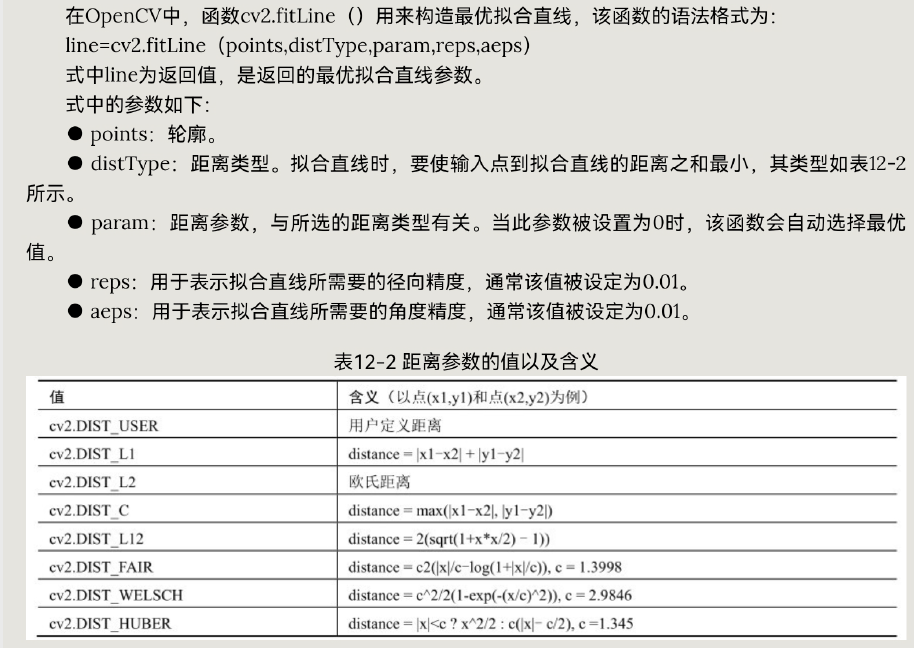 在OpenCV中，函数cv2.fitLine（）用来构造最优拟合直线，该函数的语法格式为：
line=cv2.fitLine（points,distType,param,reps,aeps）
式中line为返回值，是返回的最优拟合直线参数。
式中的参数如下：
● points：轮廓。
● distType：距离类型。拟合直线时，要使输入点到拟合直线的距离之和最小，其类型如表12-2
所示。
● param：距离参数，与所选的距离类型有关。当此参数被设置为0时，该函数会自动选择最优
值。
● reps：用于表示拟合直线所需要的径向精度，通常该值被设定为0.01。
● aeps：用于表示拟合直线所需要的角度精度，通常该值被设定为0.01。
表12-2 距离参数的值以及含义
值 含义（以点(x1,y1)和点(x2,y2)为例）
cv2.DIST_USER 用户定义距离
cv2.DIST_L1 distance = |x1−x2| + |y1−y2|
cv2.DIST_L2 欧氏距离
cv2.DIST_C distance = max(|x1−x2|, |y1−y2|)
cv2.DIST_L12 distance = 2(sqrt(1+x*x/2) − 1))
cv2.DIST_FAIR distance = c2(|x|/c−log(1+|x|/c)), c = 1.3998
cv2.DIST_WELSCH distance = c^2/2(1-exp(-(x/c)^2)), c = 2.9846
cv2.DIST_HUBER distance = |x|<c ? x^2/2 : c(|x|− c/2), c =1.345